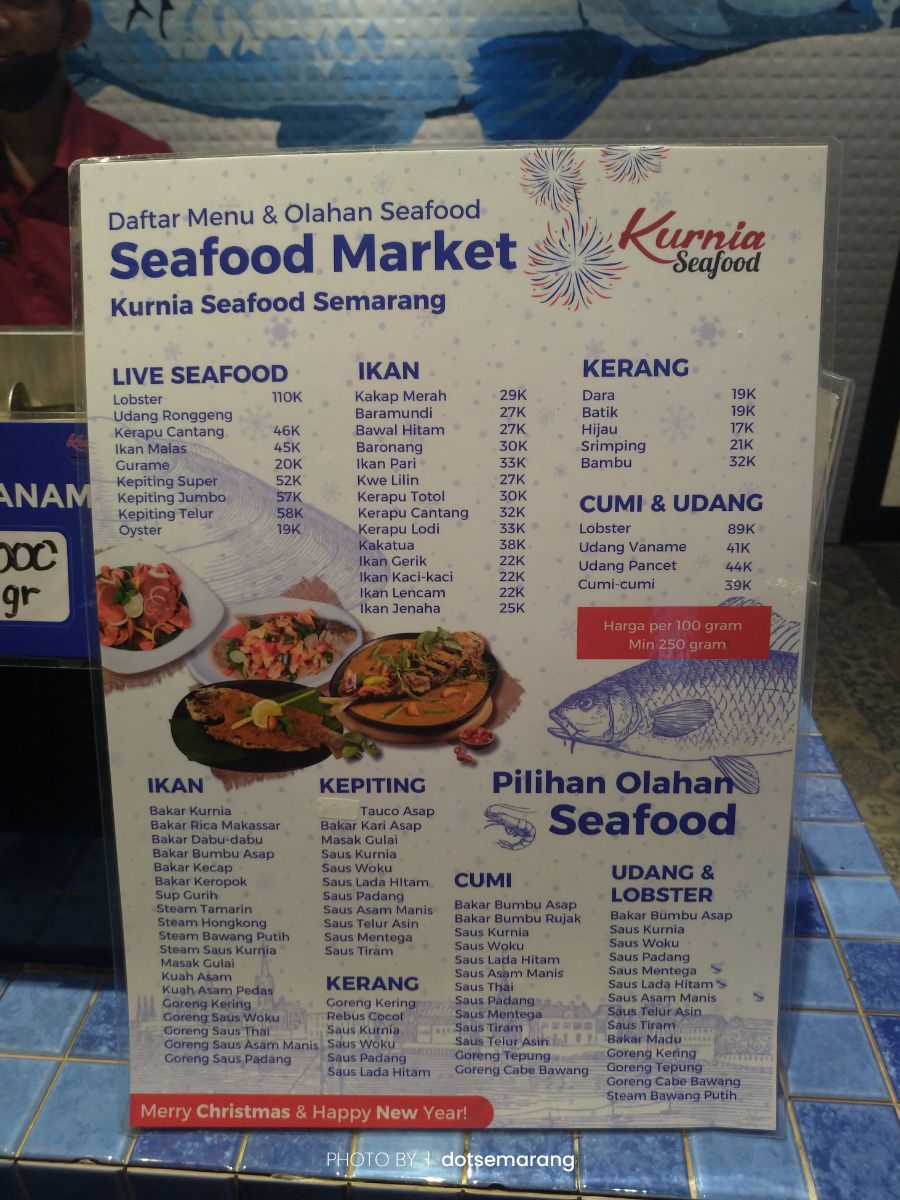 Daftar Menu & Olahan Seafood
Seafood Market
Kurnia Seafood Semarang
Kurnia
Seafood
LIVE SEAFOOD
Lobster 110K
Udang Ronggeng
Kerapu Cantang 46K
Ikan Malas 45K
Gurame 20K
Kepiting Super 52K
Kepiting Jumbo 57K
Kepiting Telur 58K
Oyster 19K
IKAN
Kakap Merah 29K
Baramundi 27K
Bawal Hitam 27K
Baronang 30K
Ikan Pari 33K
Kwe Lilin 27K
Kerapu Totol 30K
Kerapu Cantang 32K
Kerapu Lodi 33K
Kakatua 38K
Ikan Gerik 22K
Ikan Kaci-kaci 22K
Ikan Lencam 22K
Ikan Jenaha 25K
KERANG
Dara 19K
Batik 19K
Hijau 17K
Srimping 21K
Bambu 32K
CUMI & UDANG
Lobster 89K
Udang Vaname 41K
Udang Pancet 44K
Cumi-cumi 39K
Harga per 100 gram
Min 250 gram
ANAM
gr
Pilihan Olahan
Seafood
IKAN
Bakar Kurnia
Bakar Rica Makassar
Bakar Dabu-dabu
Bakar Bumbu Asap
Bakar Kecap
Bakar Keropok
Sup Gurih
Steam Tamarin
Steam Hongkong
Steam Bawang Putih
Steam Saus Kurnia
Masak Gulai
Kuah Asam
Kuah Asam Pedas
Goreng Kering
Goreng Saus Woku
Goreng Saus Thai
Goreng Saus Asam Manis
Goreng Saus Padang
KEPITING
Tauco Asap
Bakar Kari Asap
Masak Gulai
Saus Kurnia
Saus Woku
Saus Lada HItam
Saus Padang
Saus Asam Manis
Saus Telur Asin
Saus Mentega
Saus Tiram
KERANG
Goreng Kering
Rebus Cocol
Saus Kurnia
Saus Woku
Saus Padang
Saus Lada Hitam
CUMI
Bakar Bumbu Asap
Bakar Bumbu Rujak
Saus Kurnia
Saus Woku
Saus Lada Hitam
Saus Asam Manis
Saus Thai
Saus Padang
Saus Mentega
Saus Tiram
Saus Telur Asin
Goreng Tepung
Goreng Cabe Bawang
UDANG &
LOBSTER
Bakar Bumbu Asap
Saus Kurnia
Saus Woku
Saus Padang
Saus Mentega
Saus Lada Hitam
Saus Asam Manis
Saus Telur Asin
Saus Tiram
Bakar Madu
Goreng Kering
Goreng Tepung
Goreng Cabe Bawang
Steam Bawang Putih
Merry Christmas & Happy New Year!
PHOTO BY | dotsemarang